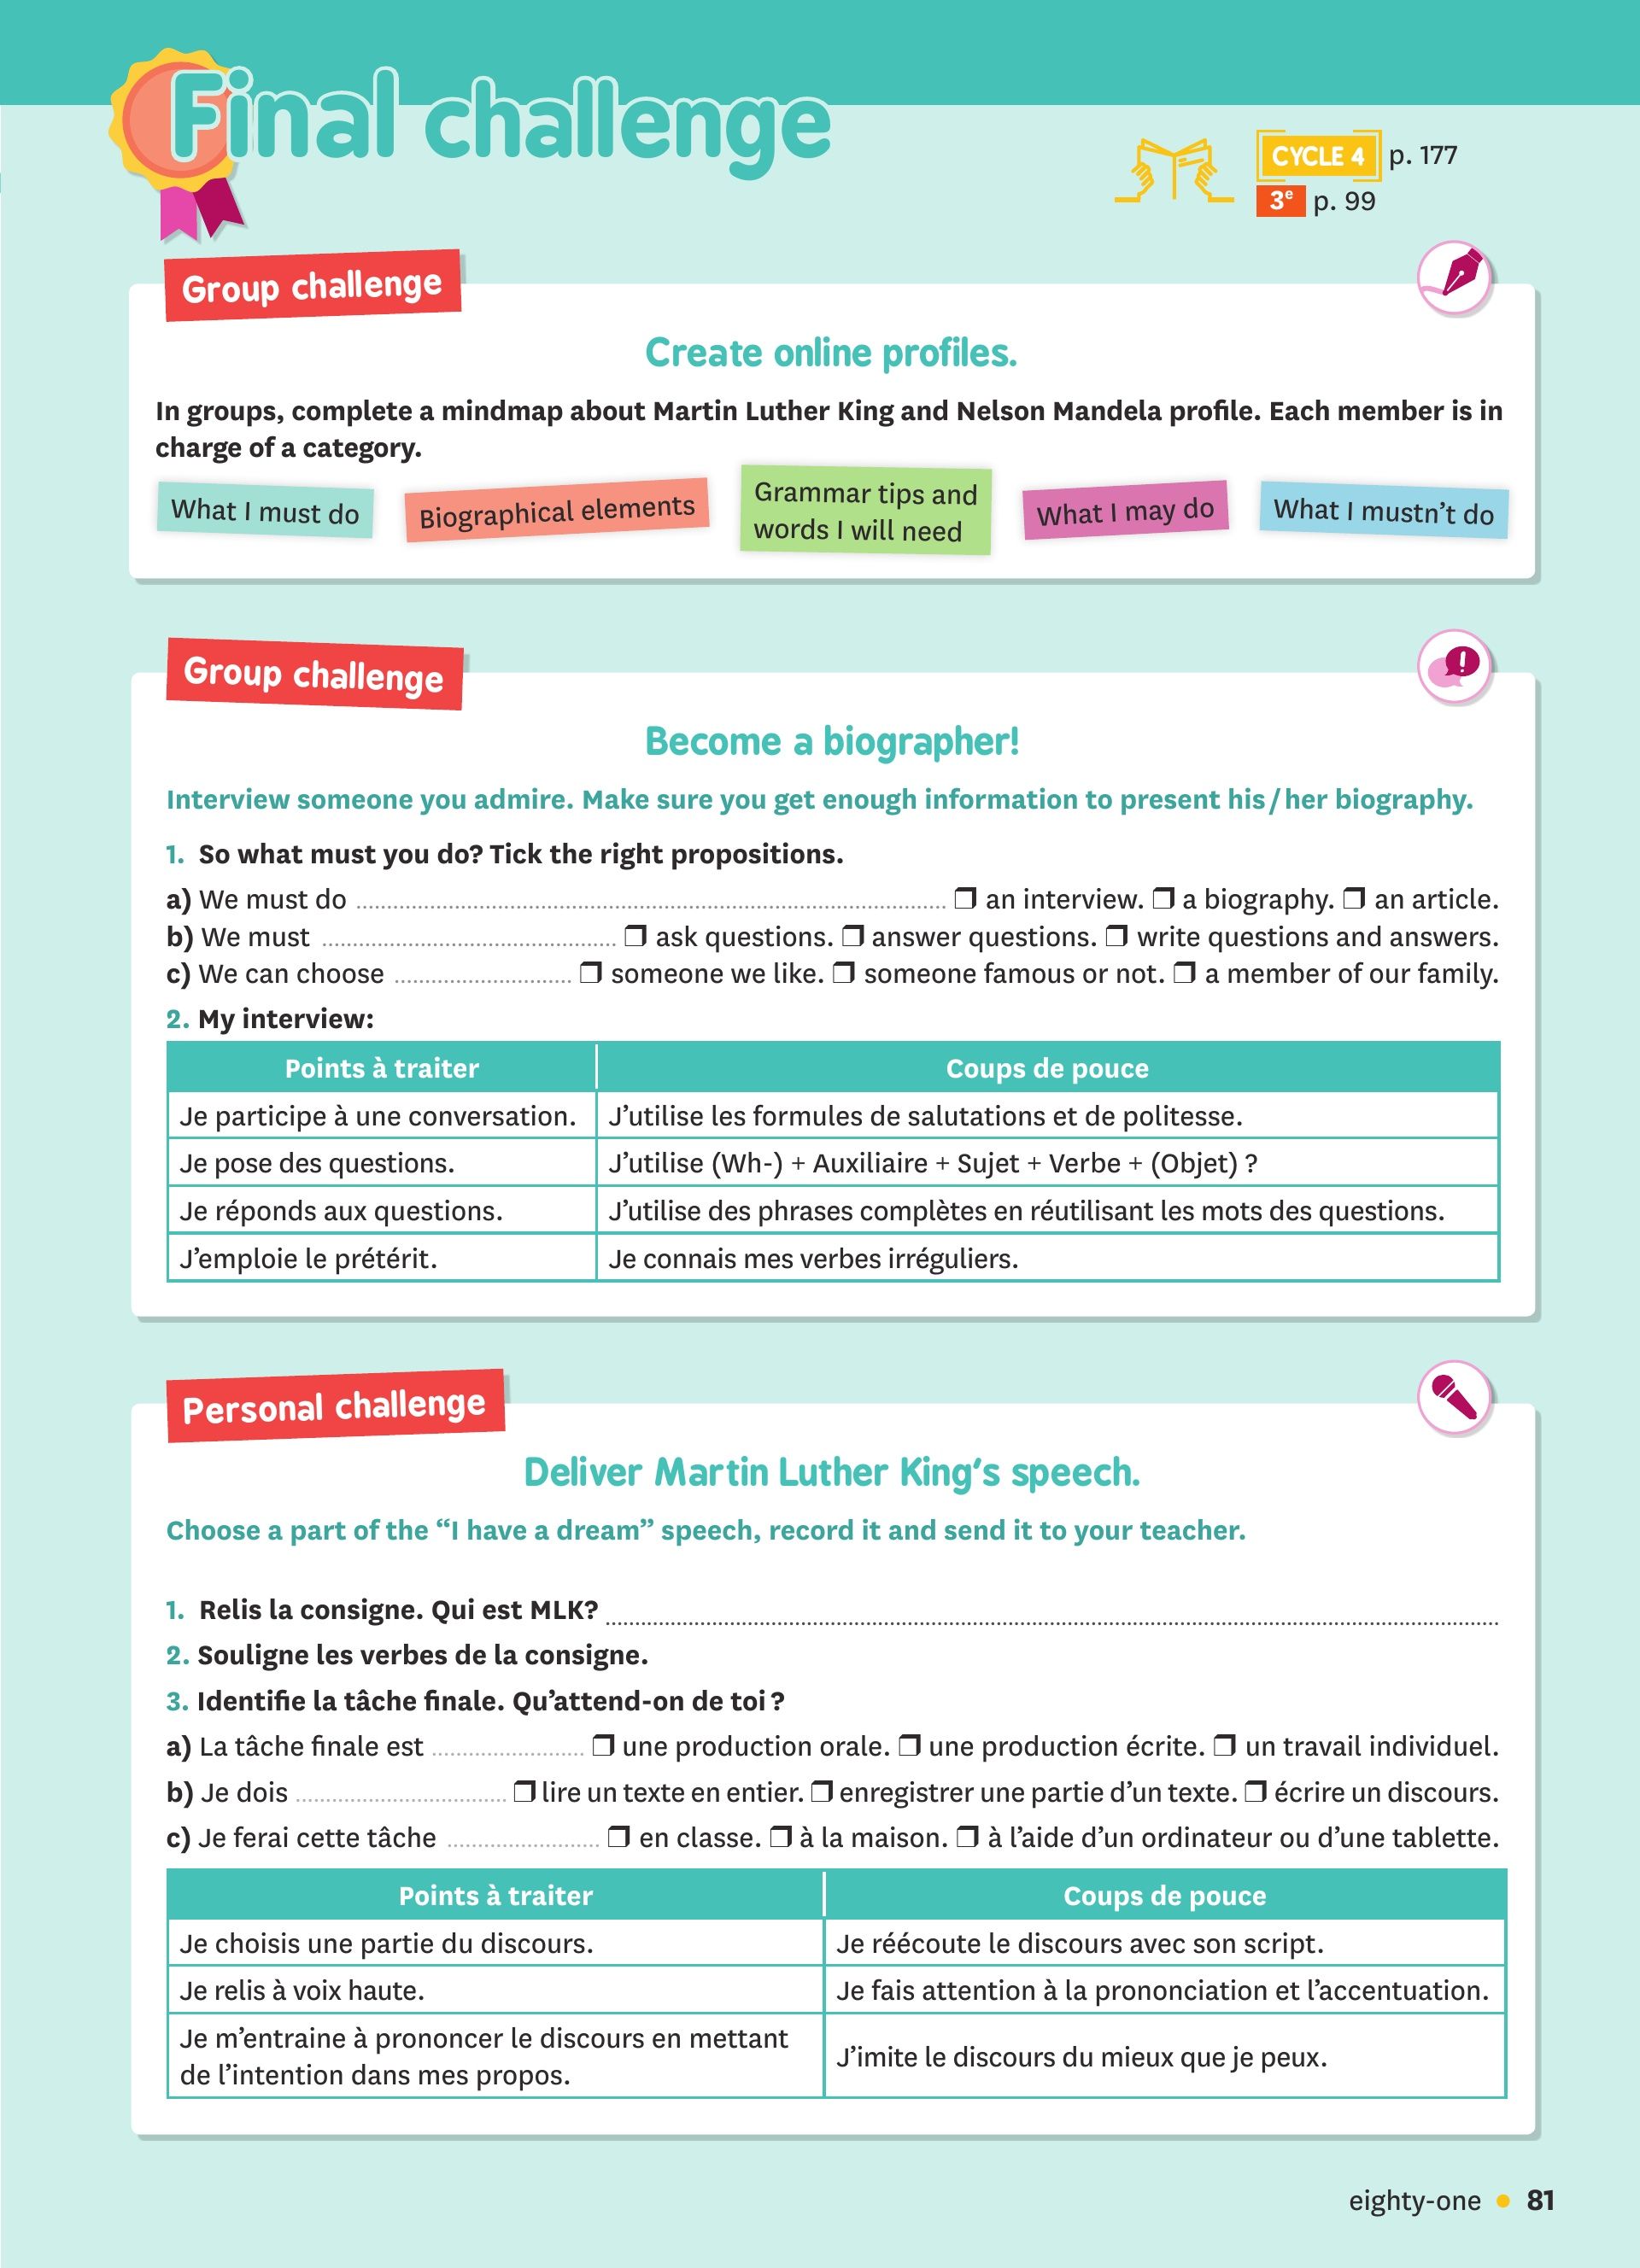 Final challenge
CYCLE 4 p. 177
3e p. 99
Group challenge
Create online profiles.
In groups, complete a mindmap about Martin Luther King and Nelson Mandela profile. Each member is in
charge of a category.
What I must do
Biographical elements
Grammar tips and
words I will need
What I may do
What I mustn't do
Group challenge
Become a biographer!
Interview someone you admire. Make sure you get enough information to present his / her biography.
1. So what must you do? Tick the right propositions.
a) We must do ........ ❒ an interview. ❒ a biography. ❒ an article.
b) We must ........ ❒ ask questions. ❒ answer questions. ❒ write questions and answers.
c) We can choose ........ ❒ someone we like. ❒ someone famous or not. ❒ a member of our family.
2. My interview:
Points à traiter Coups de pouce
Je participe à une conversation. J'utilise les formules de salutations et de politesse.
Je pose des questions. J'utilise (Wh-) + Auxiliaire + Sujet + Verbe + (Objet) ?
Je réponds aux questions. J'utilise des phrases complètes en réutilisant les mots des questions.
J'emploie le prétérit. Je connais mes verbes irréguliers.
Personal challenge
Deliver Martin Luther King's speech.
Choose a part of the “I have a dream” speech, record it and send it to your teacher.
1. Relis la consigne. Qui est MLK? ........
2. Souligne les verbes de la consigne.
3. Identifie la tâche finale. Qu'attend-on de toi ?
a) La tâche finale est ........ ❒ une production orale. ❒ une production écrite. ❒ un travail individuel.
b) Je dois ........ ❒ lire un texte en entier. ❒ enregistrer une partie d'un texte. ❒ écrire un discours.
c) Je ferai cette tâche ........ ❒ en classe. ❒ à la maison. ❒ à l'aide d'un ordinateur ou d'une tablette.
Points à traiter Coups de pouce
Je choisis une partie du discours. Je réécoute le discours avec son script.
Je relis à voix haute. Je fais attention à la prononciation et l'accentuation.
Je m'entraine à prononcer le discours en mettant
de l'intention dans mes propos.
J'imite le discours du mieux que je peux.
eighty-one • 81